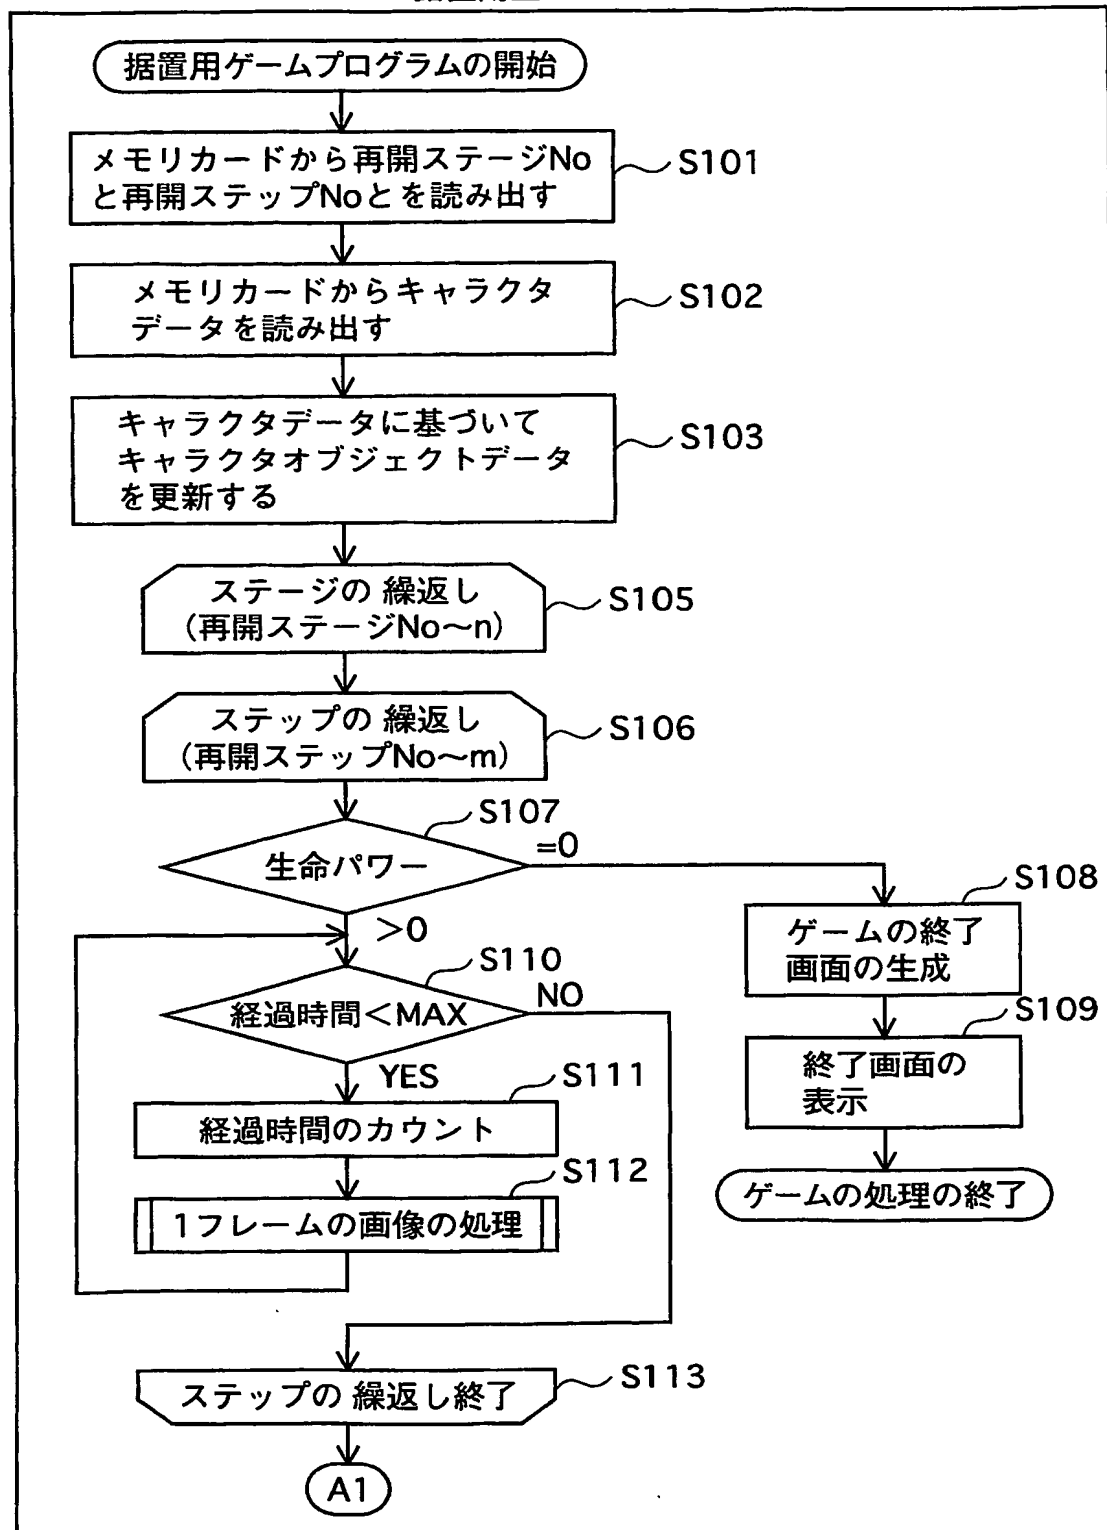 据置用ゲームプログラムの開始
メモリカードから再開ステージNo
と再開ステップNoとを読み出す
S101
メモリカードからキャラクタ
データを読み出す
S102
キャラクタデータに基づいて
キャラクタオブジェクトデータ
を更新する
S103
ステージの 繰返し
(再開ステージNo～n)
S105
ステップの 繰返し
(再開ステップNo～m)
S106
S107
生命パワー
=0
>0
S108
ゲームの終了
画面の生成
S110
経過時間＜MAX
NO
YES
S109
終了画面の
表示
S111
経過時間のカウント
S112
1フレームの画像の処理
ゲームの処理の終了
ステップの 繰返し終了
S113
A1